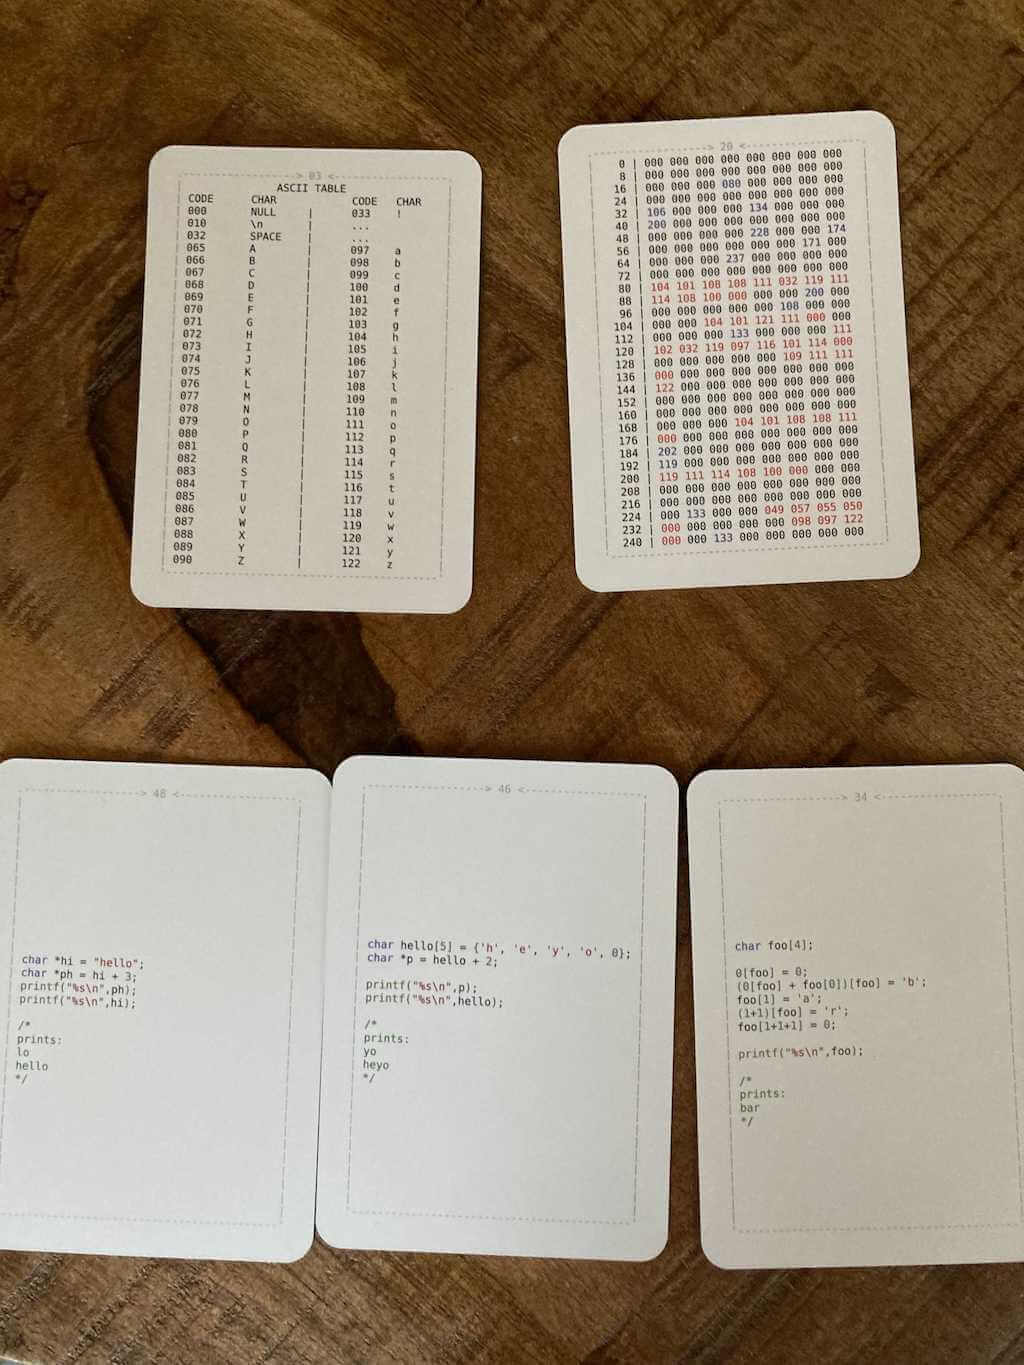 > 03 <
ASCII TABLE
CODE CHAR CODE CHAR
000 NULL | 033 !
010 \n | ...
032 SPACE | ...
065 A | 097 a
066 B | 098 b
067 C | 099 c
068 D | 100 d
069 E | 101 e
070 F | 102 f
071 G | 103 g
072 H | 104 h
073 I | 105 i
074 J | 106 j
075 K | 107 k
076 L | 108 l
077 M | 109 m
078 N | 110 n
079 O | 111 o
080 P | 112 p
081 Q | 113 q
082 R | 114 r
083 S | 115 s
084 T | 116 t
085 U | 117 u
086 V | 118 v
087 W | 119 w
088 X | 120 x
089 Y | 121 y
090 Z | 122 z
> 20 <
0 | 000 000 000 000 000 000 000 000
8 | 000 000 000 000 000 000 000 000
16 | 000 000 000 080 000 000 000 000
24 | 000 000 000 000 000 000 000 000
32 | 106 000 000 000 134 000 000 000
40 | 200 000 000 000 000 000 000 000
48 | 000 000 000 000 228 000 000 174
56 | 000 000 000 000 000 000 171 000
64 | 000 000 000 237 000 000 000 000
72 | 000 000 000 000 000 000 000 000
80 | 104 101 108 108 111 032 119 111
88 | 114 108 100 000 000 000 200 000
96 | 000 000 000 000 000 108 000 000
104 | 000 000 104 101 121 111 000 000
112 | 000 000 000 133 000 000 000 111
120 | 102 032 119 097 116 101 114 000
128 | 000 000 000 000 000 109 111 111
136 | 000 000 000 000 000 000 000 000
144 | 122 000 000 000 000 000 000 000
152 | 000 000 000 000 000 000 000 000
160 | 000 000 000 000 000 000 000 000
168 | 000 000 000 104 101 108 108 111
176 | 000 000 000 000 000 000 000 000
184 | 202 000 000 000 000 000 000 000
192 | 119 000 000 000 000 000 000 000
200 | 119 111 114 108 100 000 000 000
208 | 000 000 000 000 000 000 000 000
216 | 000 000 000 000 000 000 000 000
224 | 000 133 000 000 049 057 055 050
232 | 000 000 000 000 000 098 097 122
240 | 000 000 133 000 000 000 000 000
> 48 <
char *hi = "hello";
char *ph = hi + 3;
printf("%s\n",ph);
printf("%s\n",hi);
/*
prints:
lo
hello
*/
> 46 <
char hello[5] = {'h', 'e', 'y', 'o', 0};
char *p = hello + 2;
printf("%s\n",p);
printf("%s\n",hello);
/*
prints:
yo
heyo
*/
> 34 <
char foo[4];
0[foo] = 0;
(0[foo] + foo[0])[foo] = 'b';
foo[1] = 'a';
(1+1)[foo] = 'r';
foo[1+1+1] = 0;
printf("%s\n",foo);
/*
prints:
bar
*/